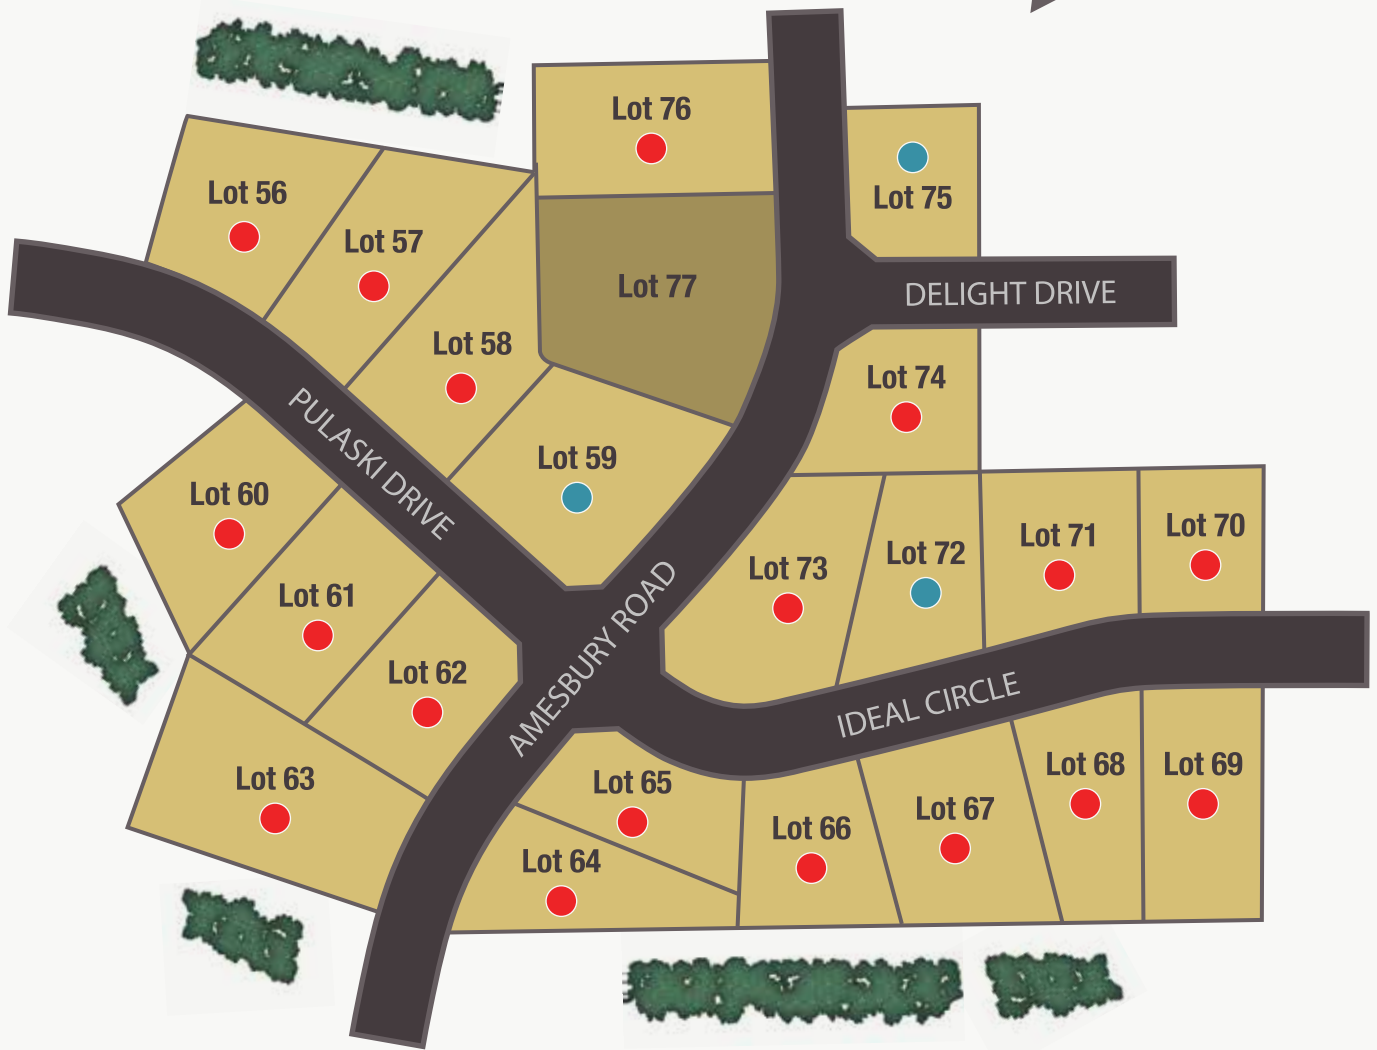 Lot 76
Lot 75
Lot 56
Lot 57
Lot 77
DELIGHT DRIVE
Lot 58
Lot 74
PULASKI DRIVE
Lot 59
Lot 60
Lot 70
Lot 71
Lot 72
Lot 73
Lot 61
AMESBURY ROAD
Lot 62
IDEAL CIRCLE
Lot 63
Lot 65
Lot 68
Lot 69
Lot 67
Lot 66
Lot 64